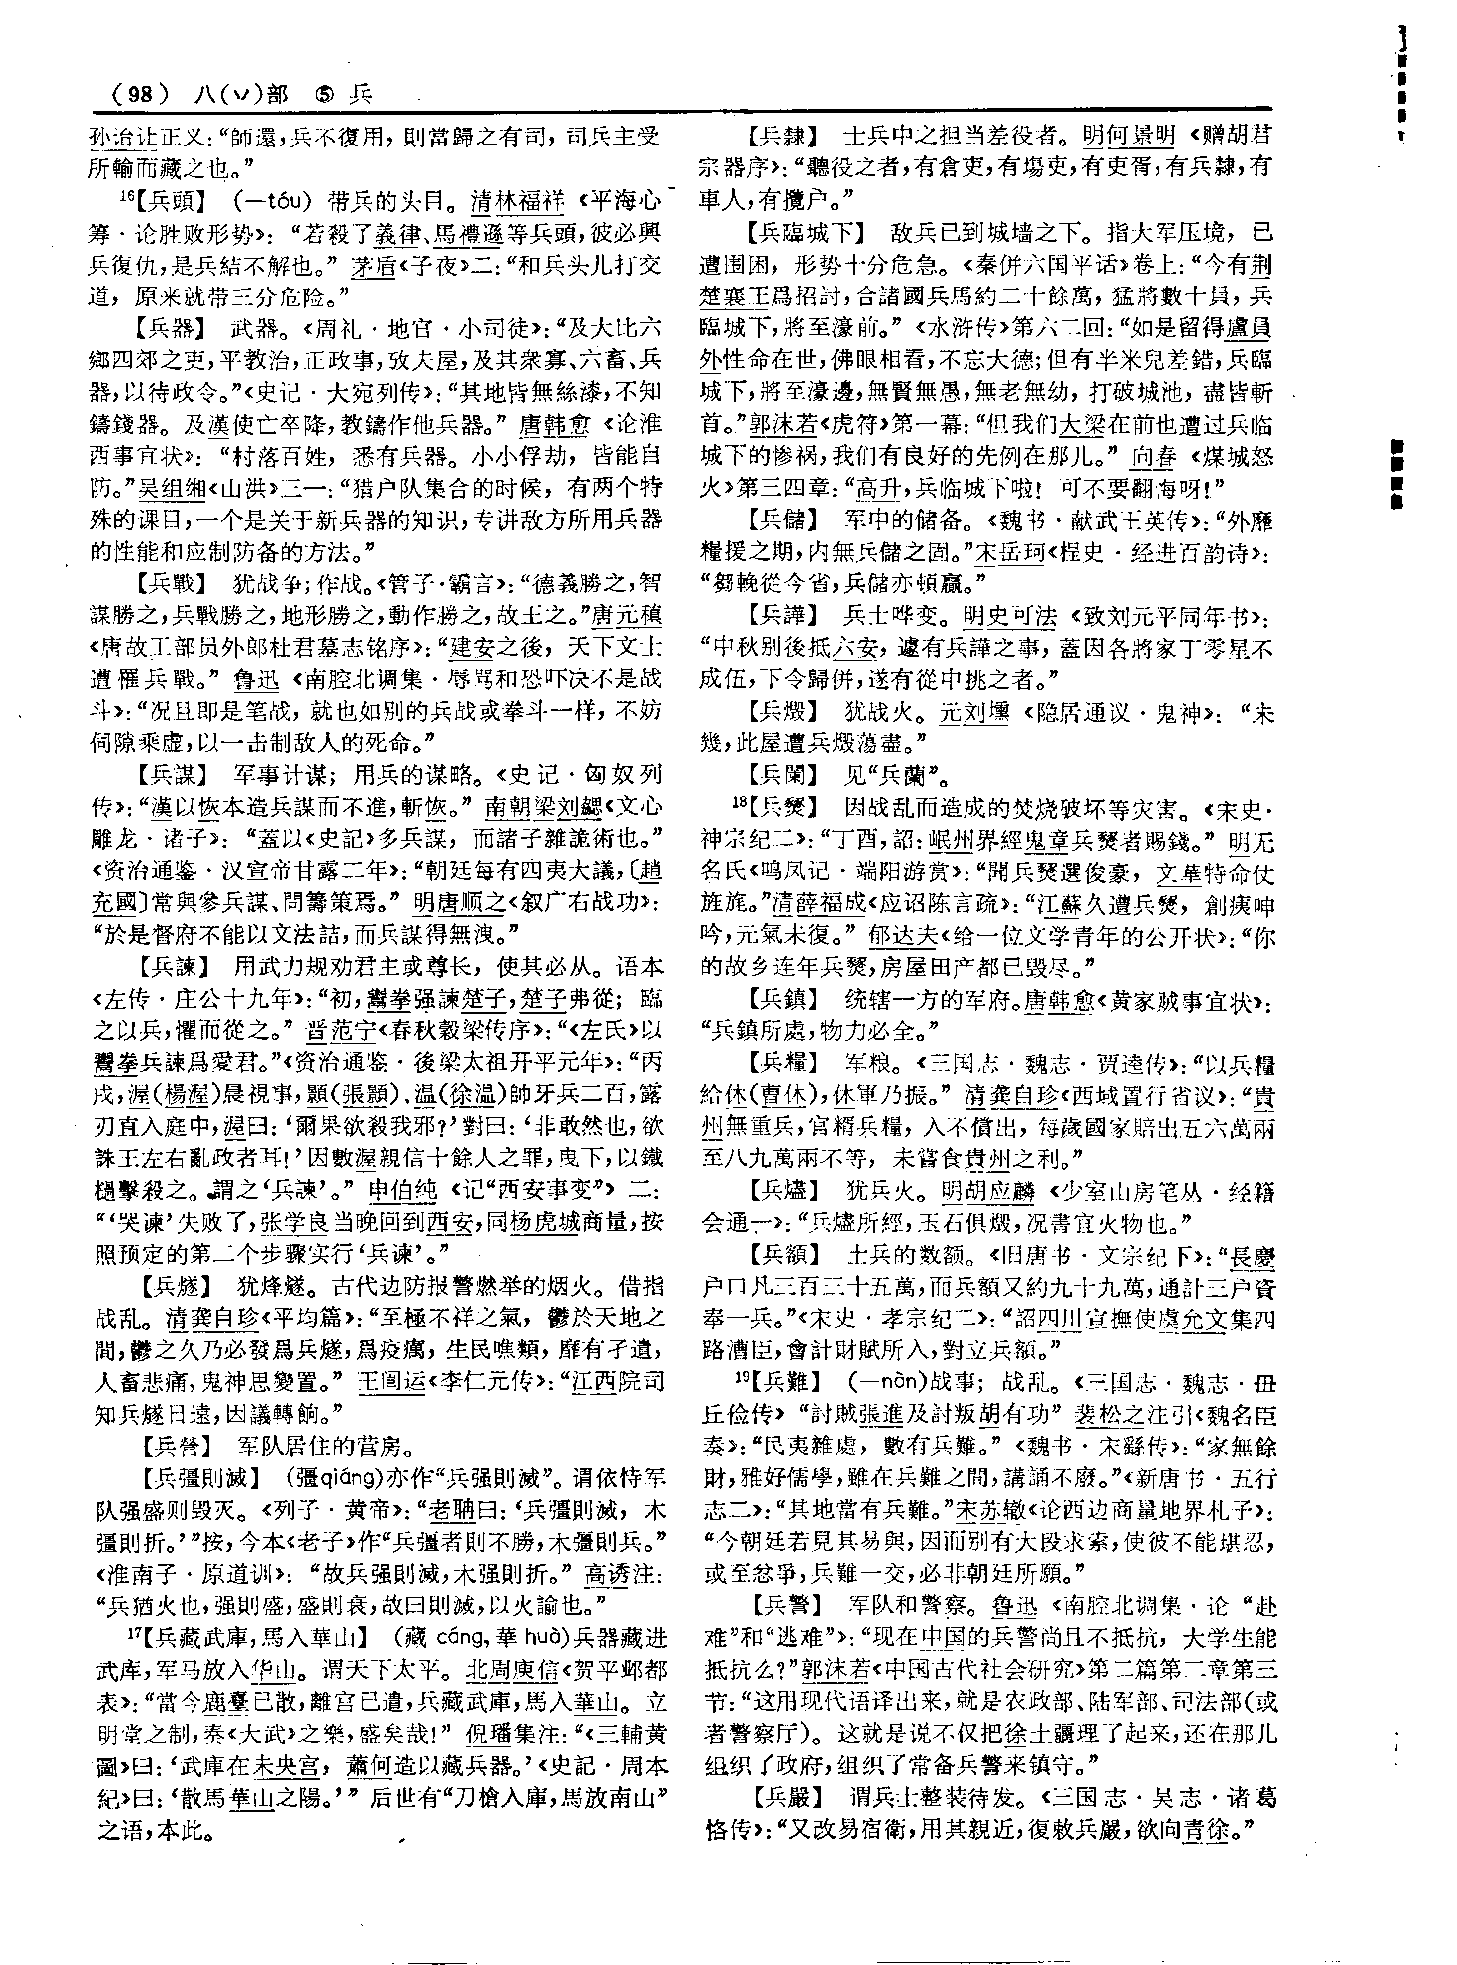 (98) 八(丷)部 ⑤ 兵
孙诒让正义：“師還，兵不復用，則當歸之有司，司兵主受
所輸而藏之也。”
16【兵頭】 (—tóu) 带兵的头目。清林福祥《平海心
筹·论胜败形势》：“若殺了義律、馬禮遜等兵頭，彼必興
兵復仇，是兵結不解也。” 茅盾《子夜》二：“和兵头儿打交
道，原来就带三分危险。”
【兵器】 武器。《周礼·地官·小司徒》：“及大比六
鄉四郊之吏，平教治，正政事，攷夫屋，及其衆寡、六畜、兵
器，以待政令。”《史记·大宛列传》：“其地皆無絲漆，不知
鑄錢器。及漢使亡卒降，教鑄作他兵器。” 唐韩愈《论淮
西事宜状》：“村落百姓，悉有兵器。小小俘劫，皆能自
防。”吴组缃《山洪》三一：“猎户队集合的时候，有两个特
殊的课目，一个是关于新兵器的知识，专讲敌方所用兵器
的性能和应制防备的方法。”
【兵戰】 犹战争；作战。《管子·霸言》：“德義勝之，智
謀勝之，兵戰勝之，地形勝之，動作勝之，故王之。”唐元稹
《唐故工部员外郎杜君墓志铭序》：“建安之後，天下文士
遭罹兵戰。” 鲁迅《南腔北调集·辱骂和恐吓决不是战
斗》：“况且即是笔战，就也如别的兵战或拳斗一样，不妨
伺隙乘虚，以一击制敌人的死命。”
【兵謀】 军事计谋；用兵的谋略。《史记·匈奴列
传》：“漢以恢本造兵謀而不進，斬恢。” 南朝梁刘勰《文心
雕龙·诸子》：“蓋以《史記》多兵謀，而諸子雜詭術也。”
《资治通鉴·汉宣帝甘露二年》：“朝廷每有四夷大議，〔趙
充國〕常與參兵謀、問籌策焉。” 明唐顺之《叙广右战功》：
“於是督府不能以文法詰，而兵謀得無洩。”
【兵諫】 用武力规劝君主或尊长，使其必从。语本
《左传·庄公十九年》：“初，鬻拳强諫楚子，楚子弗從；臨
之以兵，懼而從之。” 晋范宁《春秋穀梁传序》：“《左氏》以
鬻拳兵諫爲愛君。”《资治通鉴·後梁太祖开平元年》：“丙
戌，渥(楊渥)晨視事，顥(張顥)、温(徐温)帥牙兵二百，露
刃直入庭中，渥曰：‘爾果欲殺我邪？’對曰：‘非敢然也，欲
誅王左右亂政者耳！’因數渥親信十餘人之罪，曳下，以鐵
檛擊殺之。謂之‘兵諫’。” 申伯纯《记“西安事变”》二：
“‘哭谏’失败了，张学良当晚回到西安，同杨虎城商量，按
照预定的第二个步骤实行‘兵谏’。”
【兵燧】 犹烽燧。古代边防报警燃举的烟火。借指
战乱。清龚自珍《平均篇》：“至極不祥之氣，鬱於天地之
間，鬱之久乃必發爲兵燧，爲疫癘，生民噍類，靡有孑遺，
人畜悲痛，鬼神思變置。” 王闿运《李仁元传》：“江西院司
知兵燧日遠，因議轉餉。”
【兵營】 军队居住的营房。
【兵彊則滅】 (彊qiáng)亦作“兵强則滅”。谓依恃军
队强盛则毁灭。《列子·黄帝》：“老聃曰：‘兵彊則滅，木
彊則折。’”按，今本《老子》作“兵彊者則不勝，木彊則兵。”
《淮南子·原道训》：“故兵强則滅，木强則折。” 高诱注：
“兵猶火也，强則盛，盛則衰，故曰則滅，以火諭也。”
17【兵藏武庫，馬入華山】 (藏 cáng，華 huà)兵器藏进
武库，军马放入华山。谓天下太平。北周庾信《贺平邺都
表》：“當今鹿臺已散，離宫已遣，兵藏武庫，馬入華山。立
明堂之制，奏《大武》之樂，盛矣哉！” 倪璠集注：“《三輔黄
圖》曰：‘武庫在未央宫，蕭何造以藏兵器。’《史記·周本
紀》曰：‘散馬華山之陽。’” 后世有“刀槍入庫，馬放南山”
之语，本此。
【兵隸】 士兵中之担当差役者。明何景明《赠胡君
宗器序》：“聽役之者，有倉吏，有場吏，有吏胥，有兵隸，有
車人，有攬户。”
【兵臨城下】 敌兵已到城墙之下。指大军压境，已
遭围困，形势十分危急。《秦併六国平话》卷上：“今有荆
楚襄王爲招討，合諸國兵馬約二十餘萬，猛將數十員，兵
臨城下，將至濠前。”《水浒传》第六二回：“如是留得盧員
外性命在世，佛眼相看，不忘大德；但有半米兒差錯，兵臨
城下，將至濠邊，無賢無愚，無老無幼，打破城池，盡皆斬
首。”郭沫若《虎符》第一幕：“但我们大梁在前也遭过兵临
城下的惨祸，我们有良好的先例在那儿。” 向春《煤城怒
火》第三四章：“高升，兵临城下啦！可不要翻悔呀！”
【兵儲】 军中的储备。《魏书·献武王英传》：“外靡
糧援之期，内無兵儲之固。”宋岳珂《桯史·经进百韵诗》：
“芻輓從今省，兵儲亦頓贏。”
【兵譁】 兵士哗变。明史可法《致刘元平同年书》：
“中秋别後抵六安，遽有兵譁之事，蓋因各將家丁零星不
成伍，下令歸併，遂有從中挑之者。”
【兵燬】 犹战火。元刘壎《隐居通议·鬼神》：“未
幾，此屋遭兵燬蕩盡。”
【兵闌】 见“兵蘭”。
18【兵燹】 因战乱而造成的焚烧破坏等灾害。《宋史·
神宗纪二》：“丁酉，詔：岷州界經鬼章兵燹者賜錢。” 明无
名氏《鸣凤记·端阳游赏》：“聞兵燹選俊豪，文華特命仗
旌旄。”清薛福成《应诏陈言疏》：“江蘇久遭兵燹，創痍呻
吟，元氣未復。” 郁达夫《给一位文学青年的公开状》：“你
的故乡连年兵燹，房屋田产都已毁尽。”
【兵鎮】 统辖一方的军府。唐韩愈《黄家贼事宜状》：
“兵鎮所處，物力必全。”
【兵糧】 军粮。《三国志·魏志·贾逵传》：“以兵糧
給休(曹休)，休軍乃振。” 清龚自珍《西域置行省议》：“貴
州無重兵，官糈兵糧，入不償出，每歲國家賠出五六萬兩
至八九萬兩不等，未嘗食貴州之利。”
【兵燼】 犹兵火。明胡应麟《少室山房笔丛·经籍
会通一》：“兵燼所經，玉石俱燬，况書宜火物也。”
【兵額】 士兵的数额。《旧唐书·文宗纪下》：“長慶
户口凡三百三十五萬，而兵額又約九十九萬，通計三户資
奉一兵。”《宋史·孝宗纪二》：“詔四川宣撫使虞允文集四
路漕臣，會計財賦所入，對立兵額。”
19【兵難】 (—nàn)战事；战乱。《三国志·魏志·毌
丘俭传》“討賊張進及討叛胡有功” 裴松之注引《魏名臣
奏》：“民夷雜處，數有兵難。”《魏书·宋繇传》：“家無餘
財，雅好儒學，雖在兵難之間，講誦不廢。”《新唐书·五行
志二》：“其地當有兵難。”宋苏辙《论西边商量地界札子》：
“今朝廷若見其易與，因而别有大段求索，使彼不能堪忍，
或至忿爭，兵難一交，必非朝廷所願。”
【兵警】 军队和警察。鲁迅《南腔北调集·论“赴
难”和“逃难”》：“现在中国的兵警尚且不抵抗，大学生能
抵抗么？”郭沫若《中国古代社会研究》第二篇第二章第三
节：“这用现代语译出来，就是农政部、陆军部、司法部(或
者警察厅)。这就是说不仅把徐土疆理了起来，还在那儿
组织了政府，组织了常备兵警来镇守。”
【兵嚴】 谓兵士整装待发。《三国志·吴志·诸葛
恪传》：“又改易宿衛，用其親近，復敕兵嚴，欲向青徐。”